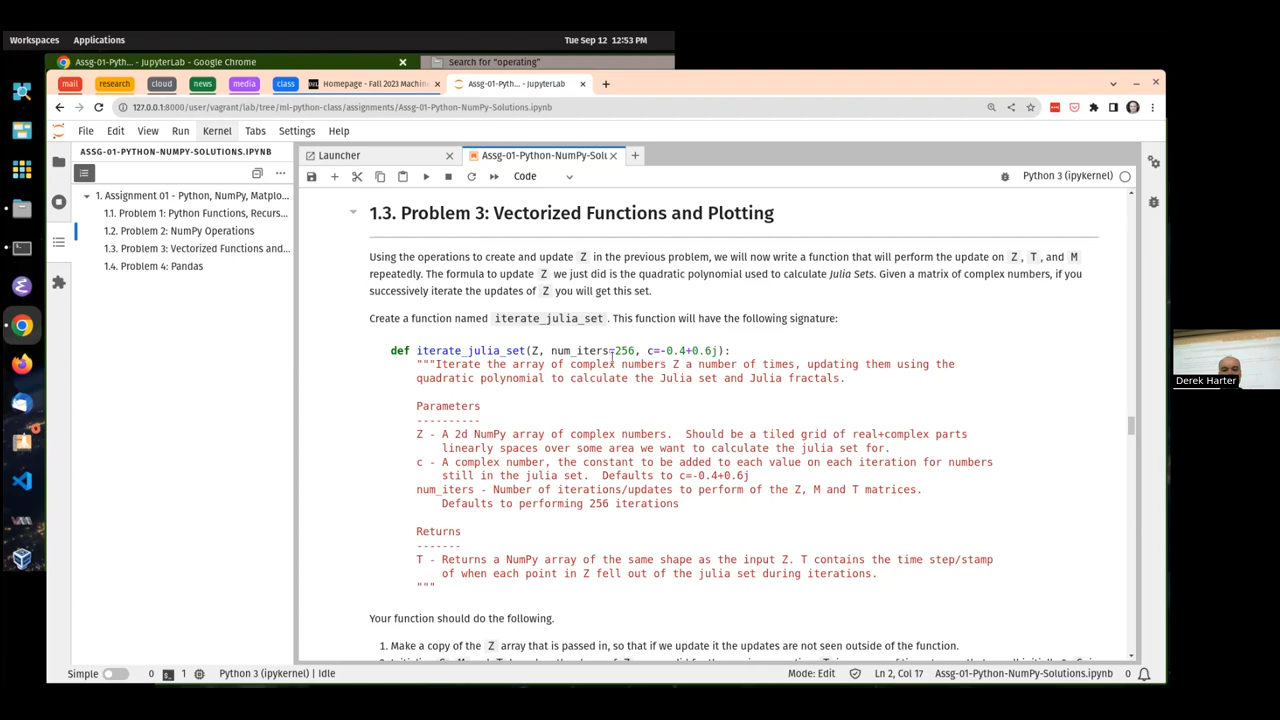 Workspaces Applications Tue Sep 12 12:53 PM
Assg-01-Pyth... - JupyterLab - Google Chrome Search for "operating"
mail research cloud news media class Homepage - Fall 2023 Machin Assg-01-Pyth... - JupyterLab
127.0.0.1:8000/user/vagrant/lab/tree/ml-python-class/assignments/Assg-01-Python-NumPy-Solutions.ipynb
File Edit View Run Kernel Tabs Settings Help
ASSG-01-PYTHON-NUMPY-SOLUTIONS.IPYNB
Launcher Assg-01-Python-NumPy-Solu
Code Python 3 (ipykernel)
1. Assignment 01 - Python, NumPy, Matplo...
1.1. Problem 1: Python Functions, Recurs...
1.2. Problem 2: NumPy Operations
1.3. Problem 3: Vectorized Functions and...
1.4. Problem 4: Pandas
1.3. Problem 3: Vectorized Functions and Plotting
Using the operations to create and update Z in the previous problem, we will now write a function that will perform the update on Z, T, and M
repeatedly. The formula to update Z we just did is the quadratic polynomial used to calculate Julia Sets. Given a matrix of complex numbers, if you
successively iterate the updates of Z you will get this set.
Create a function named iterate_julia_set. This function will have the following signature:
def iterate_julia_set(Z, num_iters=256, c=-0.4+0.6j):
"""Iterate the array of complex numbers Z a number of times, updating them using the
quadratic polynomial to calculate the Julia set and Julia fractals.
Parameters
----------
Z - A 2d NumPy array of complex numbers. Should be a tiled grid of real+complex parts
linearly spaces over some area we want to calculate the julia set for.
c - A complex number, the constant to be added to each value on each iteration for numbers
still in the julia set. Defaults to c=-0.4+0.6j
num_iters - Number of iterations/updates to perform of the Z, M and T matrices.
Defaults to performing 256 iterations
Returns
-------
T - Returns a NumPy array of the same shape as the input Z. T contains the time step/stamp
of when each point in Z fell out of the julia set during iterations.
"""
Your function should do the following.
1. Make a copy of the Z array that is passed in, so that if we update it the updates are not seen outside of the function.
Simple 0 1 Python 3 (ipykernel) | Idle Mode: Edit Ln 2, Col 17 Assg-01-Python-NumPy-Solutions.ipynb 0
Derek Harter